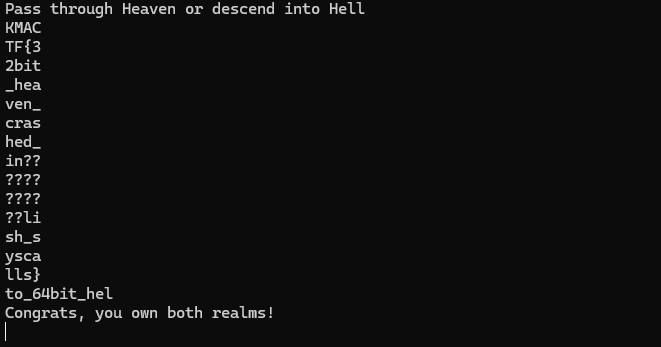 Pass through Heaven or descend into Hell
KMAC
TF{3
2bit
_hea
ven_
cras
hed_
in??
????
????
??li
sh_s
ysca
lls}
to_64bit_hel
Congrats, you own both realms!